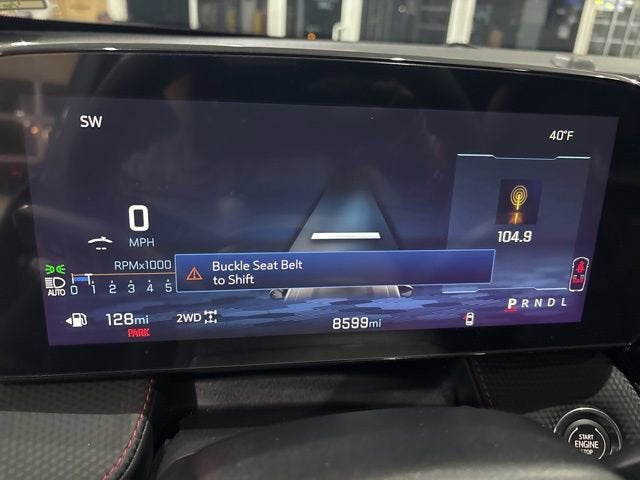 SW
40°F
0
MPH
104.9
RPMx1000
Buckle Seat Belt
to Shift
AUTO
0 1 2 3 4 5
128mi
2WD
8599mi
P R N D L
PARK
START
ENGINE
STOP